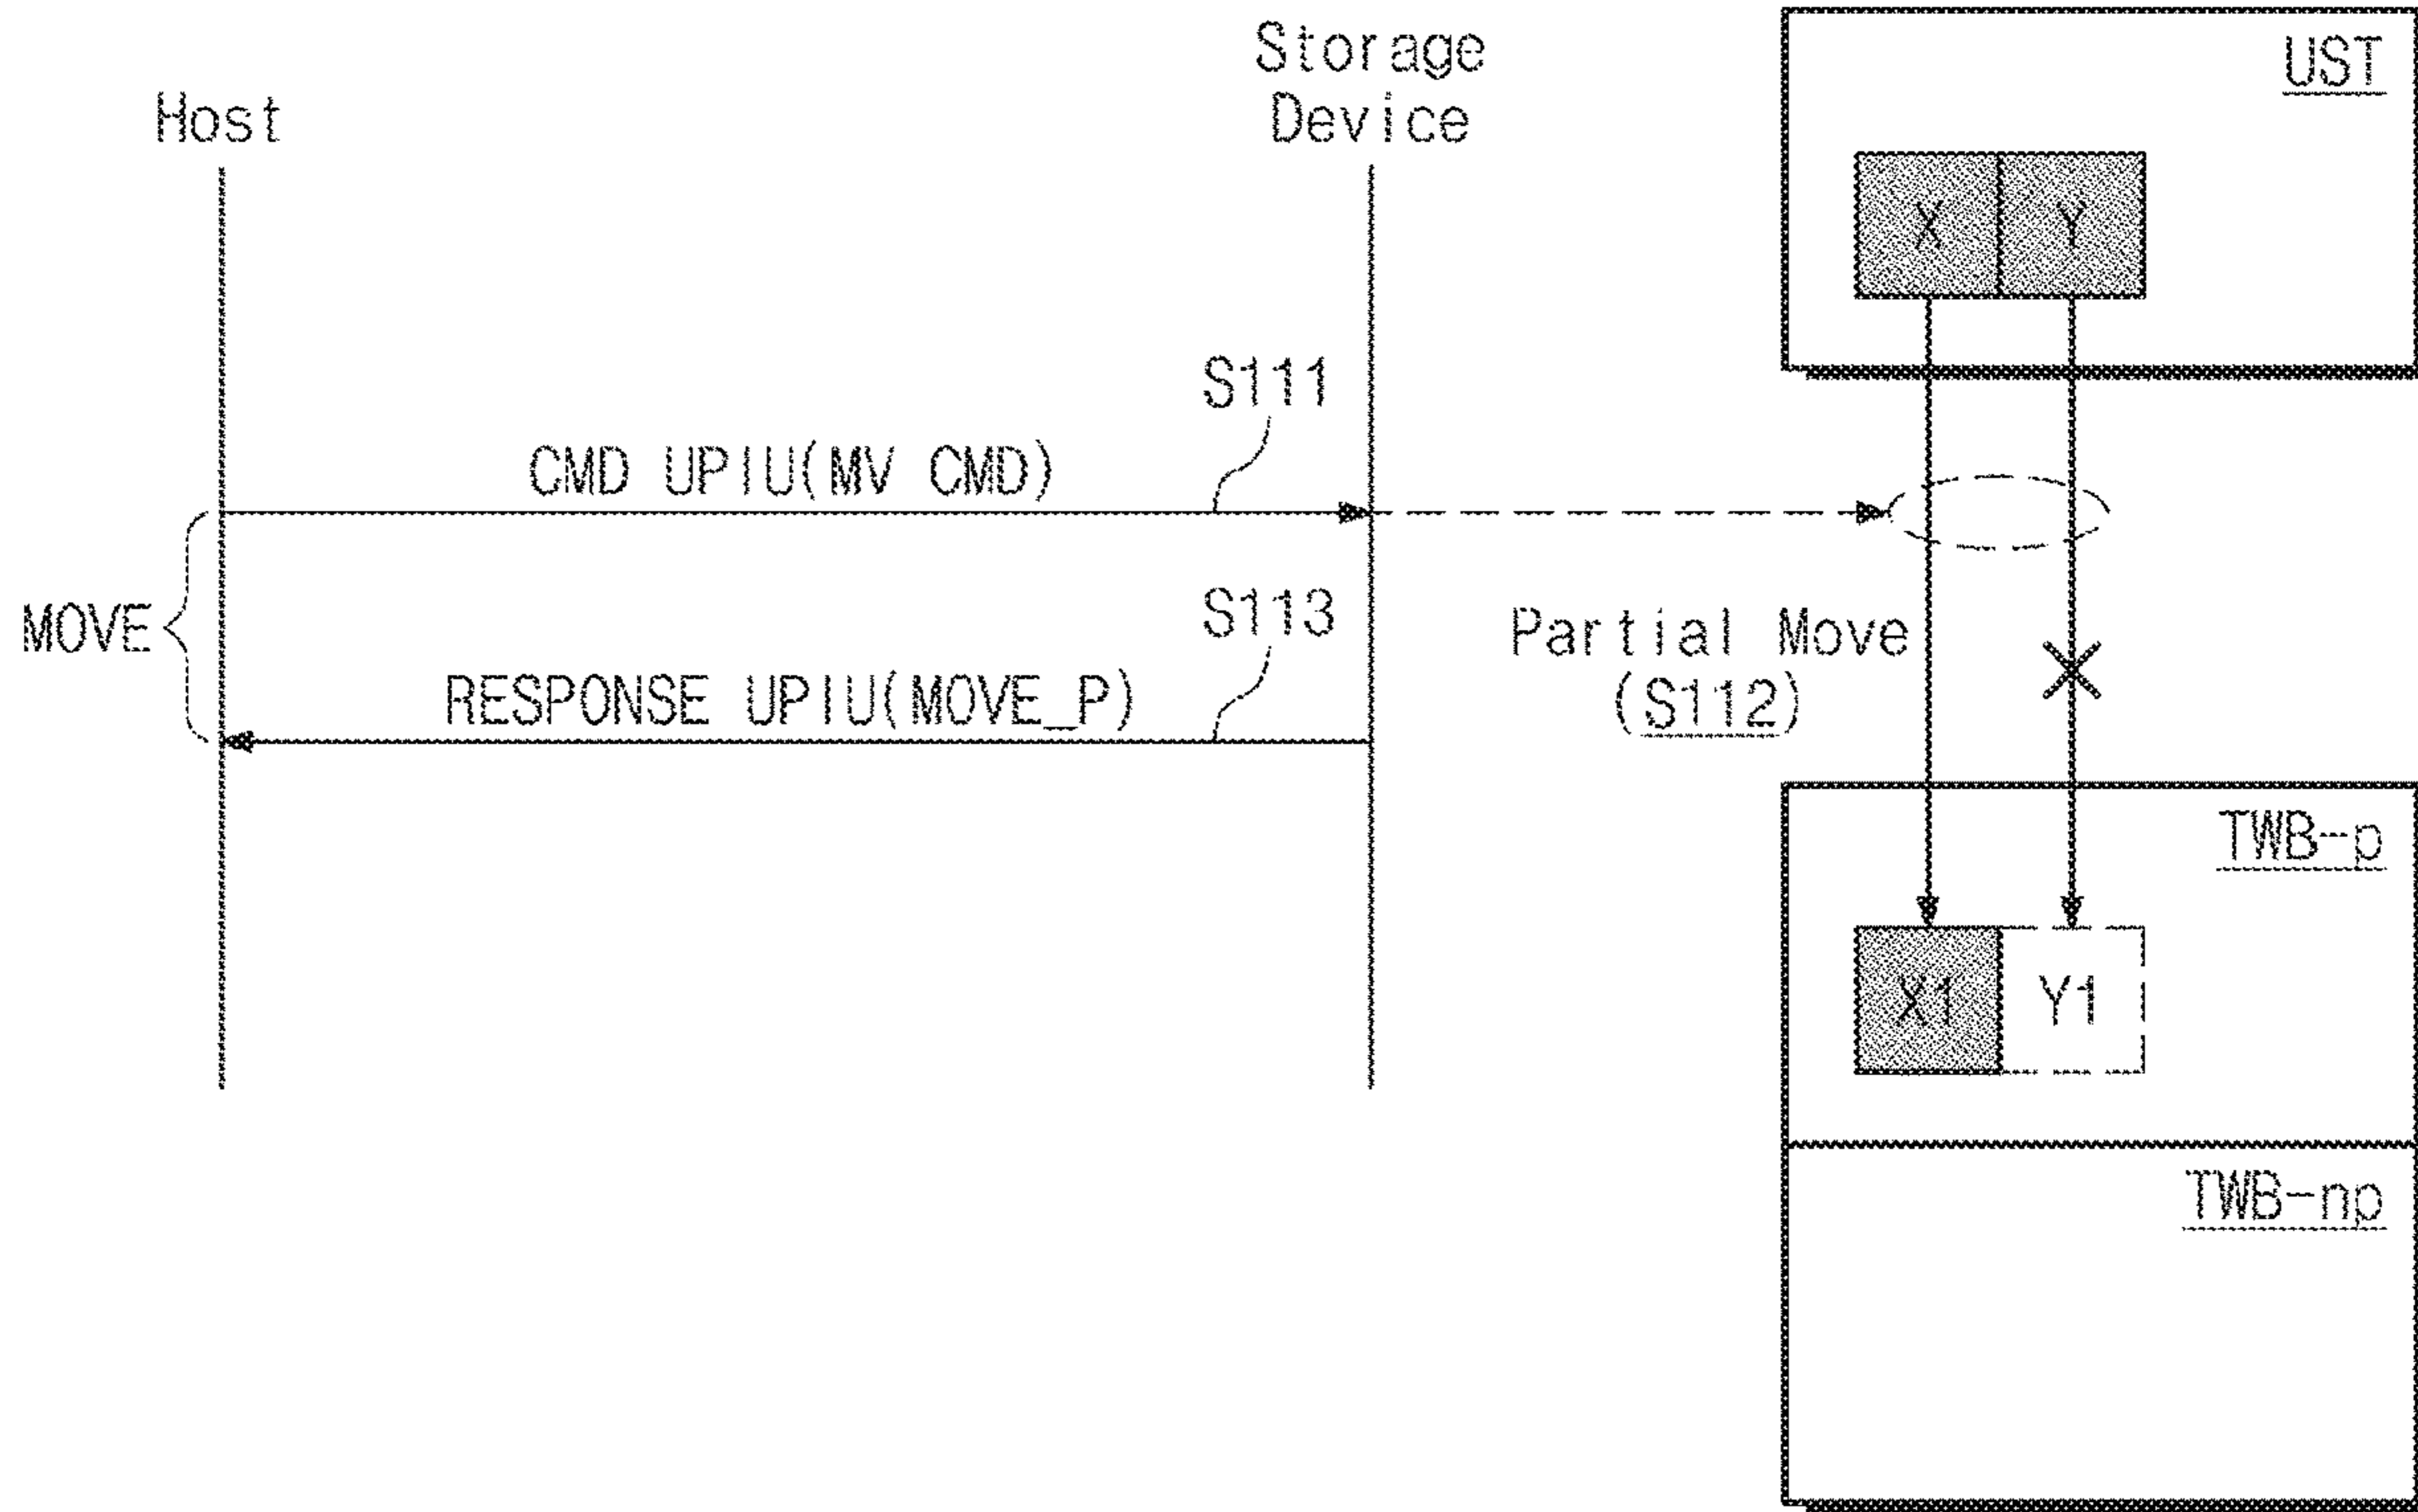 Host
Storage
Device
UST
X Y
S111
CMD UPIU(MV CMD)
MOVE
S113
Partial Move
(S112)
RESPONSE UPIU(MOVE_P)
TWB-p
X1 Y1
TWB-np